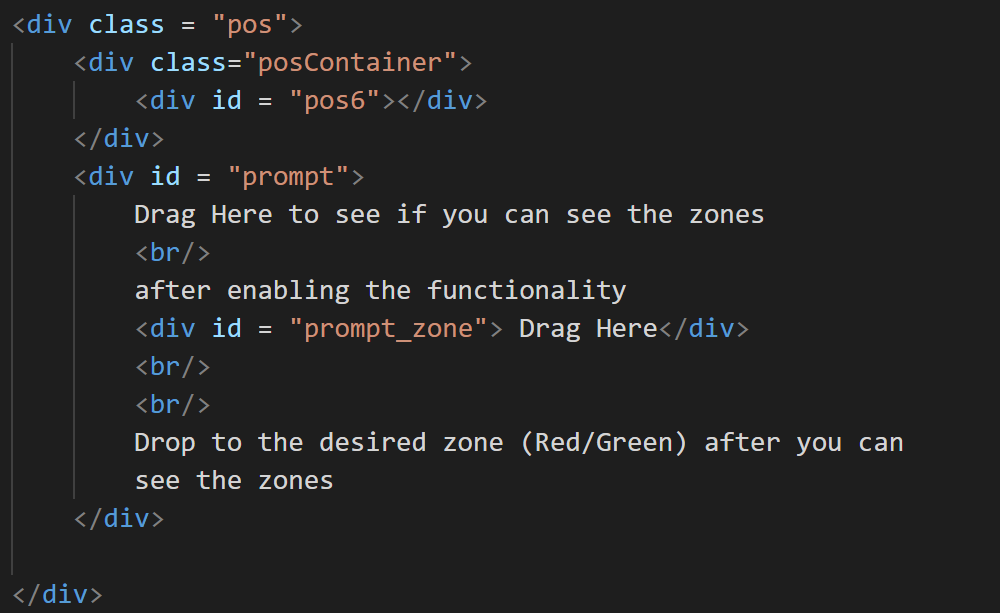 <div class = "pos">
    <div class="posContainer">
        <div id = "pos6"></div>
    </div>
    <div id = "prompt">
        Drag Here to see if you can see the zones
        <br/>
        after enabling the functionality
        <div id = "prompt_zone"> Drag Here</div>
        <br/>
        <br/>
        Drop to the desired zone (Red/Green) after you can
        see the zones
    </div>

</div>